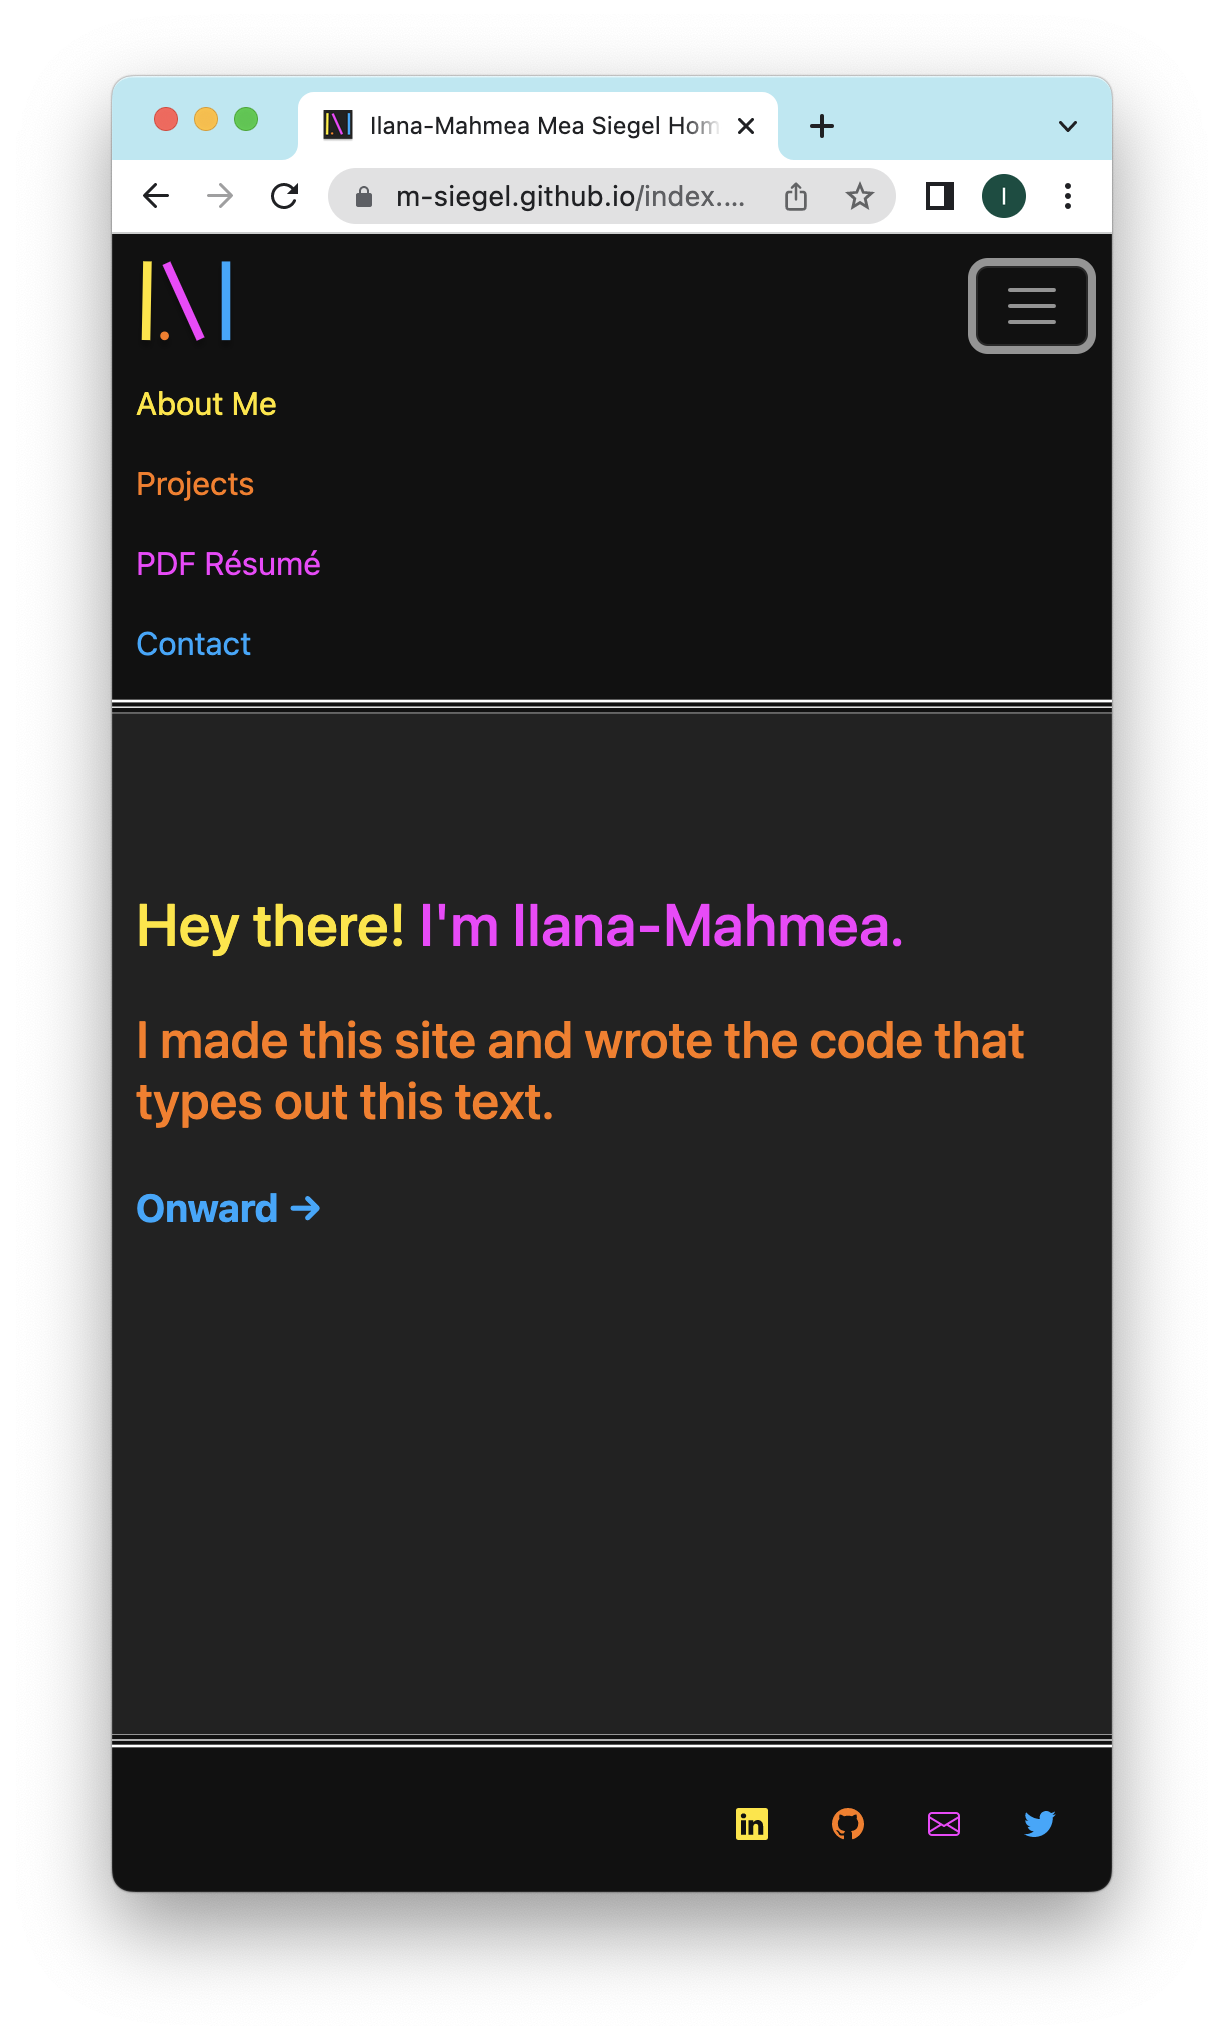 Ilana-Mahmea Mea Siegel Hom
m-siegel.github.io/index....
I
About Me
Projects
PDF Résumé
Contact
Hey there! I'm Ilana-Mahmea.
I made this site and wrote the code that
types out this text.
Onward →
in